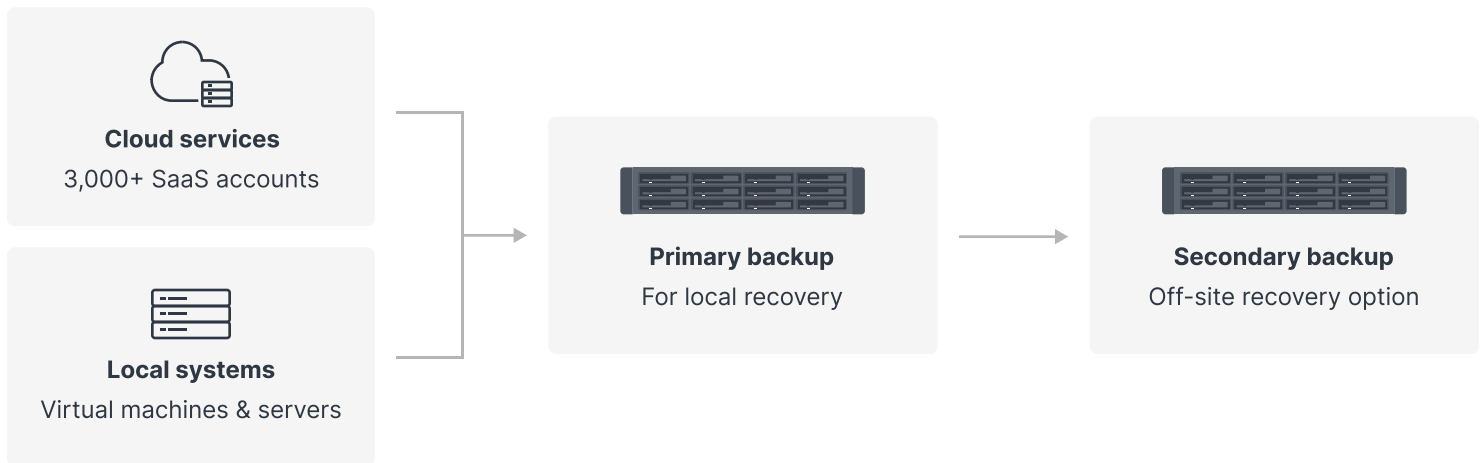 Cloud services
3,000+ SaaS accounts
Local systems
Virtual machines & servers
Primary backup
For local recovery
Secondary backup
Off-site recovery option